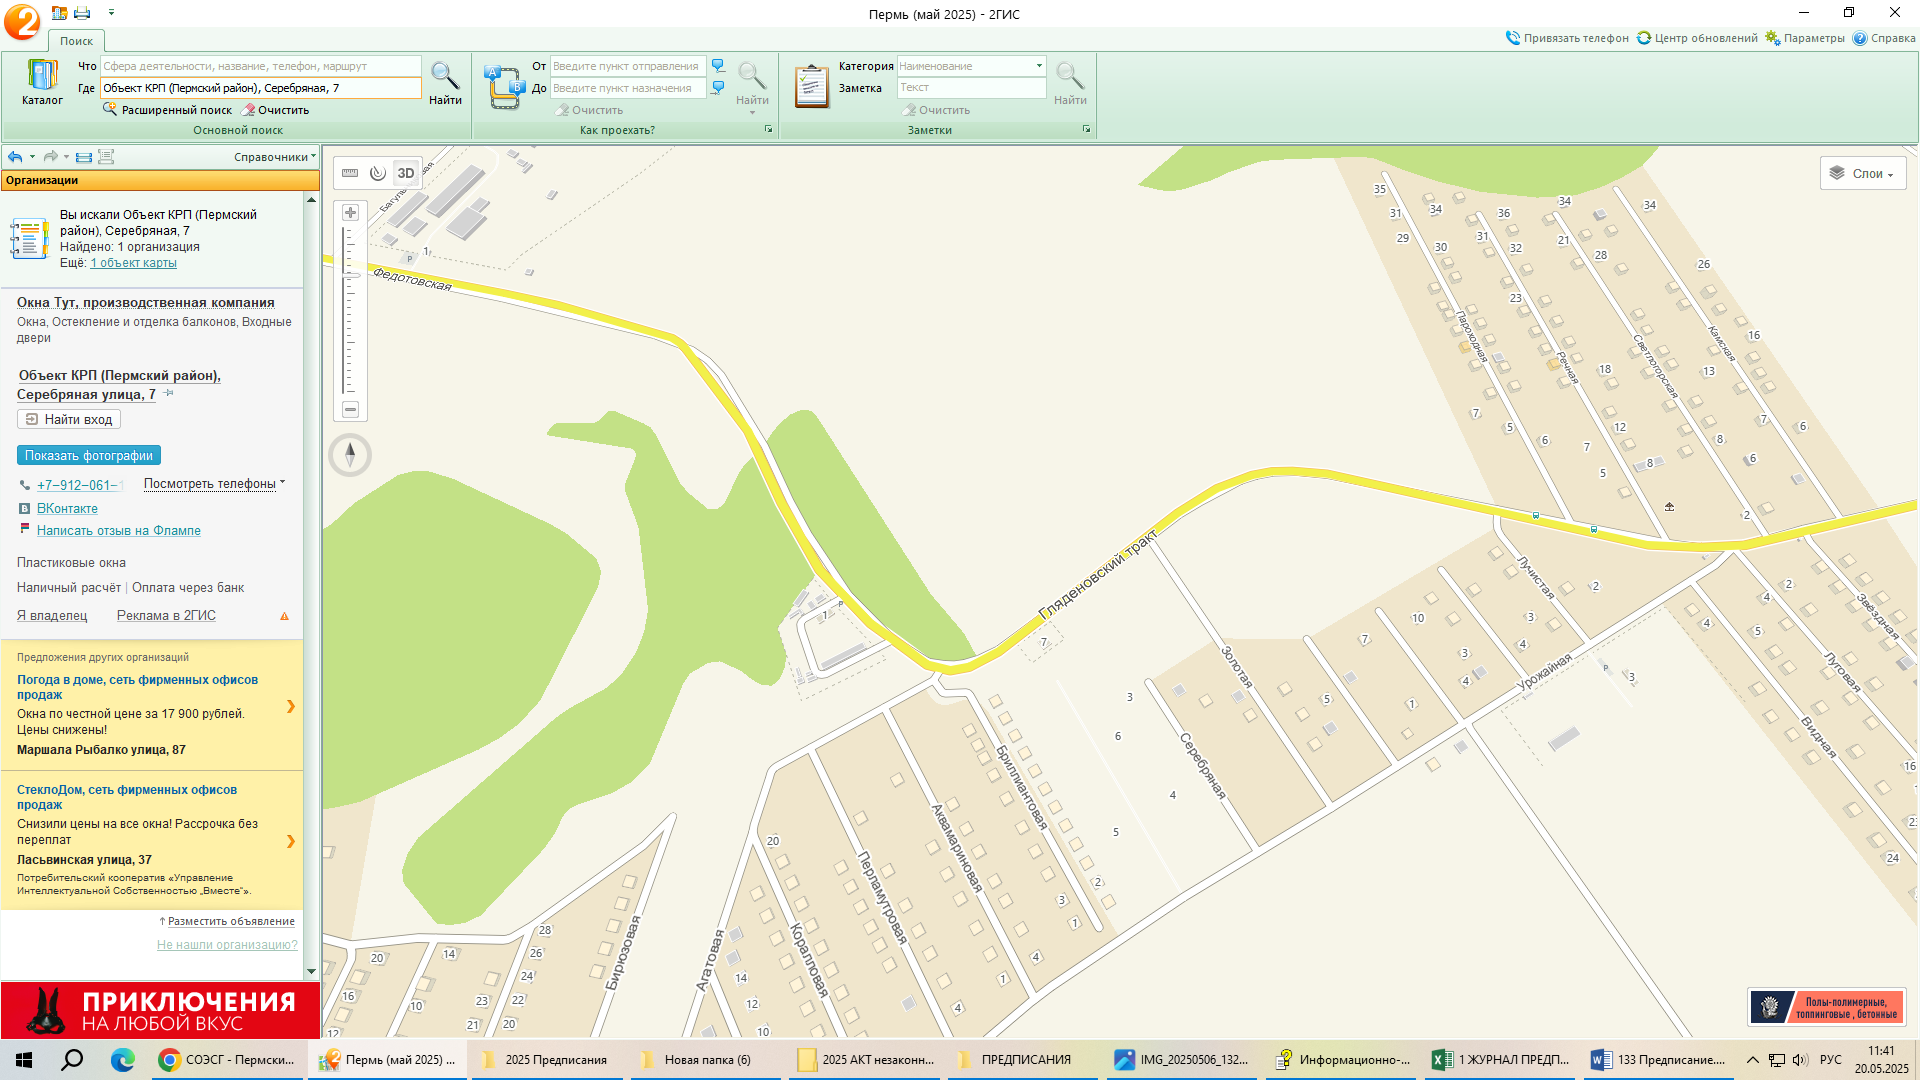 Пермь (май 2025) - 2ГИС
Поиск
Привязать телефон
Центр обновлений
Параметры
Справка
Каталог
Что
Сфера деятельности, название, телефон, маршрут
Где
Объект КРП (Пермский район), Серебряная, 7
Найти
Расширенный поиск
Очистить
Основной поиск
От
Введите пункт отправления
До
Введите пункт назначения
Найти
Очистить
Как проехать?
Категория
Наименование
Заметка
Текст
Найти
Очистить
Заметки
Справочники
Организации
Вы искали Объект КРП (Пермский
район), Серебряная, 7
Найдено: 1 организация
Ещё: 1 объект карты
Окна Тут, производственная компания
Окна, Остекление и отделка балконов, Входные
двери
Объект КРП (Пермский район),
Серебряная улица, 7
Найти вход
Показать фотографии
+7-912-061-1
Посмотреть телефоны
ВКонтакте
Написать отзыв на Флампе
Пластиковые окна
Наличный расчёт | Оплата через банк
Я владелец
Реклама в 2ГИС
Предложения других организаций
Погода в доме, сеть фирменных офисов
продаж
Окна по честной цене за 17 900 рублей.
Цены снижены!
Маршала Рыбалко улица, 87
СтеклоДом, сеть фирменных офисов
продаж
Снизили цены на все окна! Рассрочка без
переплат
Ласьвинская улица, 37
Потребительский кооператив «Управление
Интеллектуальной Собственностью „Вместе"».
Разместить объявление
Не нашли организацию?
ПРИКЛЮЧЕНИЯ
НА ЛЮБОЙ ВКУС
3D
Слои
Федотовская
Гляденовский тракт
Пароходная
Речная
Светлогорская
Камская
Лучистая
Звёздная
Луговая
Видная
Урожайная
Золотая
Серебряная
Бриллиантовая
Аквамариновая
Перламутровая
Коралловая
Агатовая
Бирюзовая
Полы-полимерные,
топпинговые , бетонные
СОЭСГ - Пермски...
Пермь (май 2025) ...
2025 Предписания
Новая папка (6)
2025 АКТ незаконн...
ПРЕДПИСАНИЯ
IMG_20250506_132...
Информационно-...
1 ЖУРНАЛ ПРЕДП...
133 Предписание....
РУС
11:41
20.05.2025